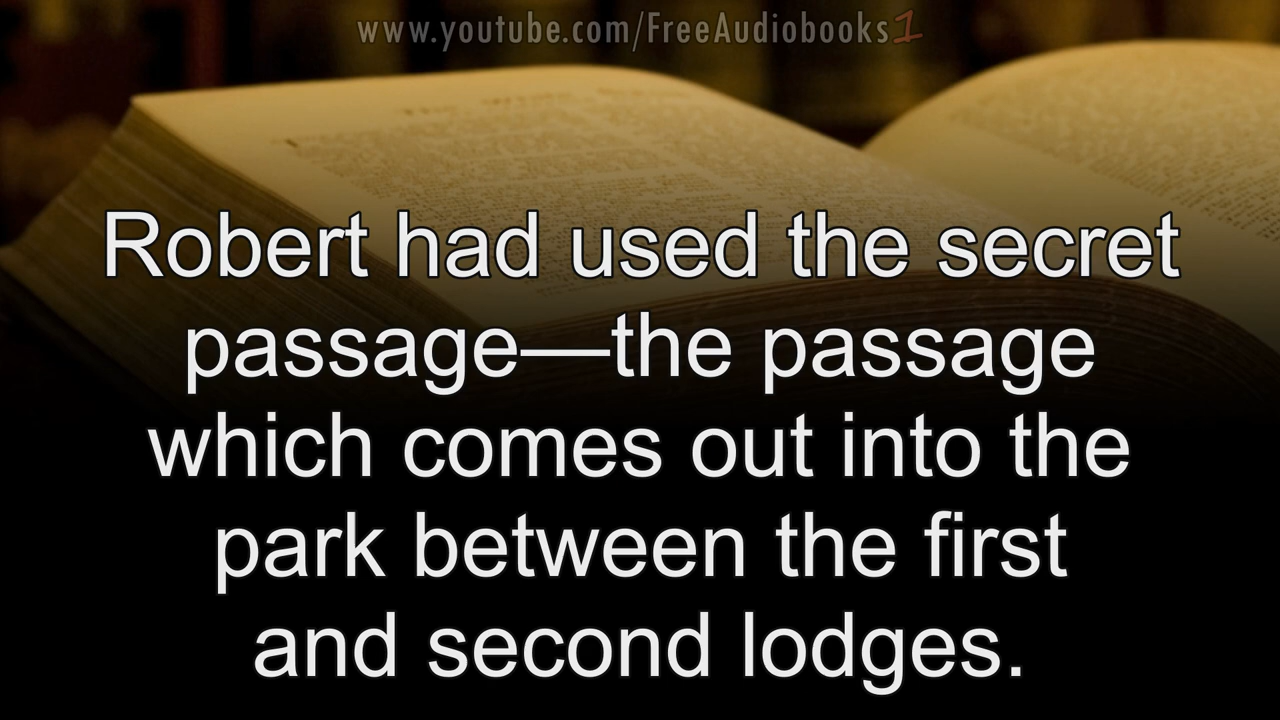 www.youtube.com/FreeAudiobooks1
Robert had used the secret
passage—the passage
which comes out into the
park between the first
and second lodges.